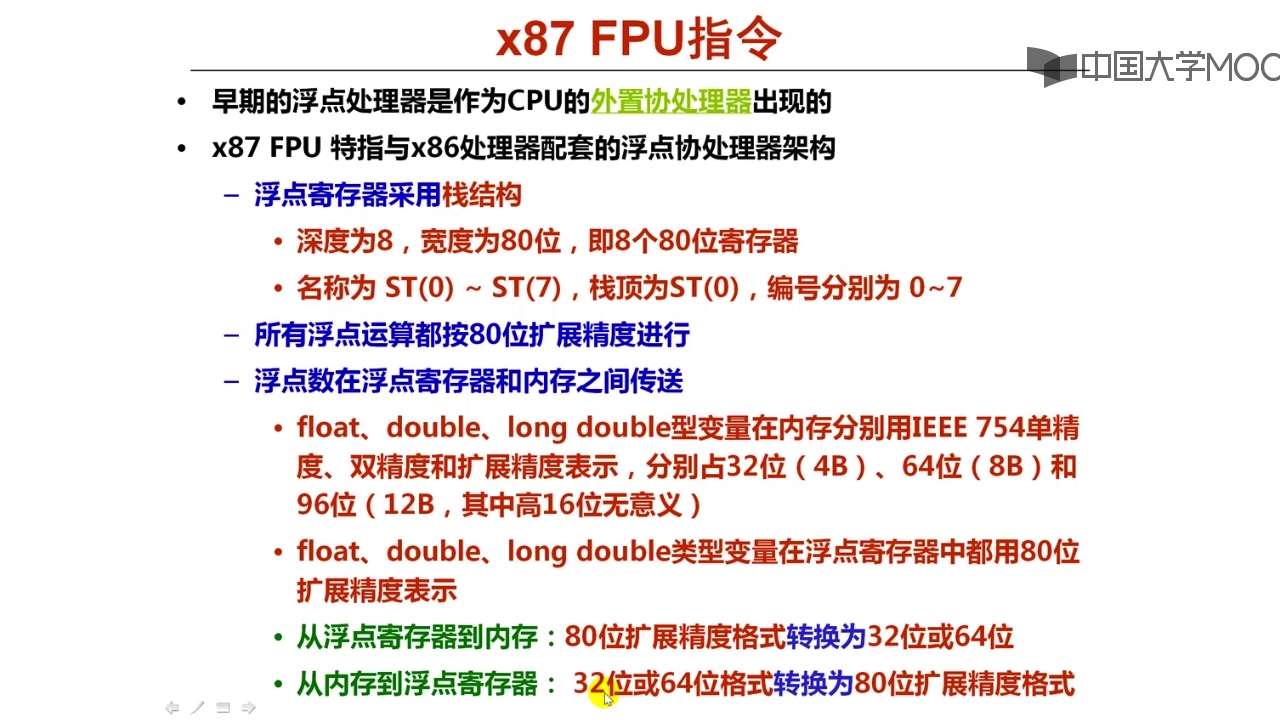 x87 FPU指令
中国大学MOO
• 早期的浮点处理器是作为CPU的外置协处理器出现的
• x87 FPU 特指与x86处理器配套的浮点协处理器架构
– 浮点寄存器采用栈结构
• 深度为8，宽度为80位，即8个80位寄存器
• 名称为 ST(0) ~ ST(7)，栈顶为ST(0)，编号分别为 0~7
– 所有浮点运算都按80位扩展精度进行
– 浮点数在浮点寄存器和内存之间传送
• float、double、long double型变量在内存分别用IEEE 754单精
度、双精度和扩展精度表示，分别占32位（4B）、64位（8B）和
96位（12B，其中高16位无意义）
• float、double、long double类型变量在浮点寄存器中都用80位
扩展精度表示
• 从浮点寄存器到内存：80位扩展精度格式转换为32位或64位
• 从内存到浮点寄存器： 32位或64位格式转换为80位扩展精度格式